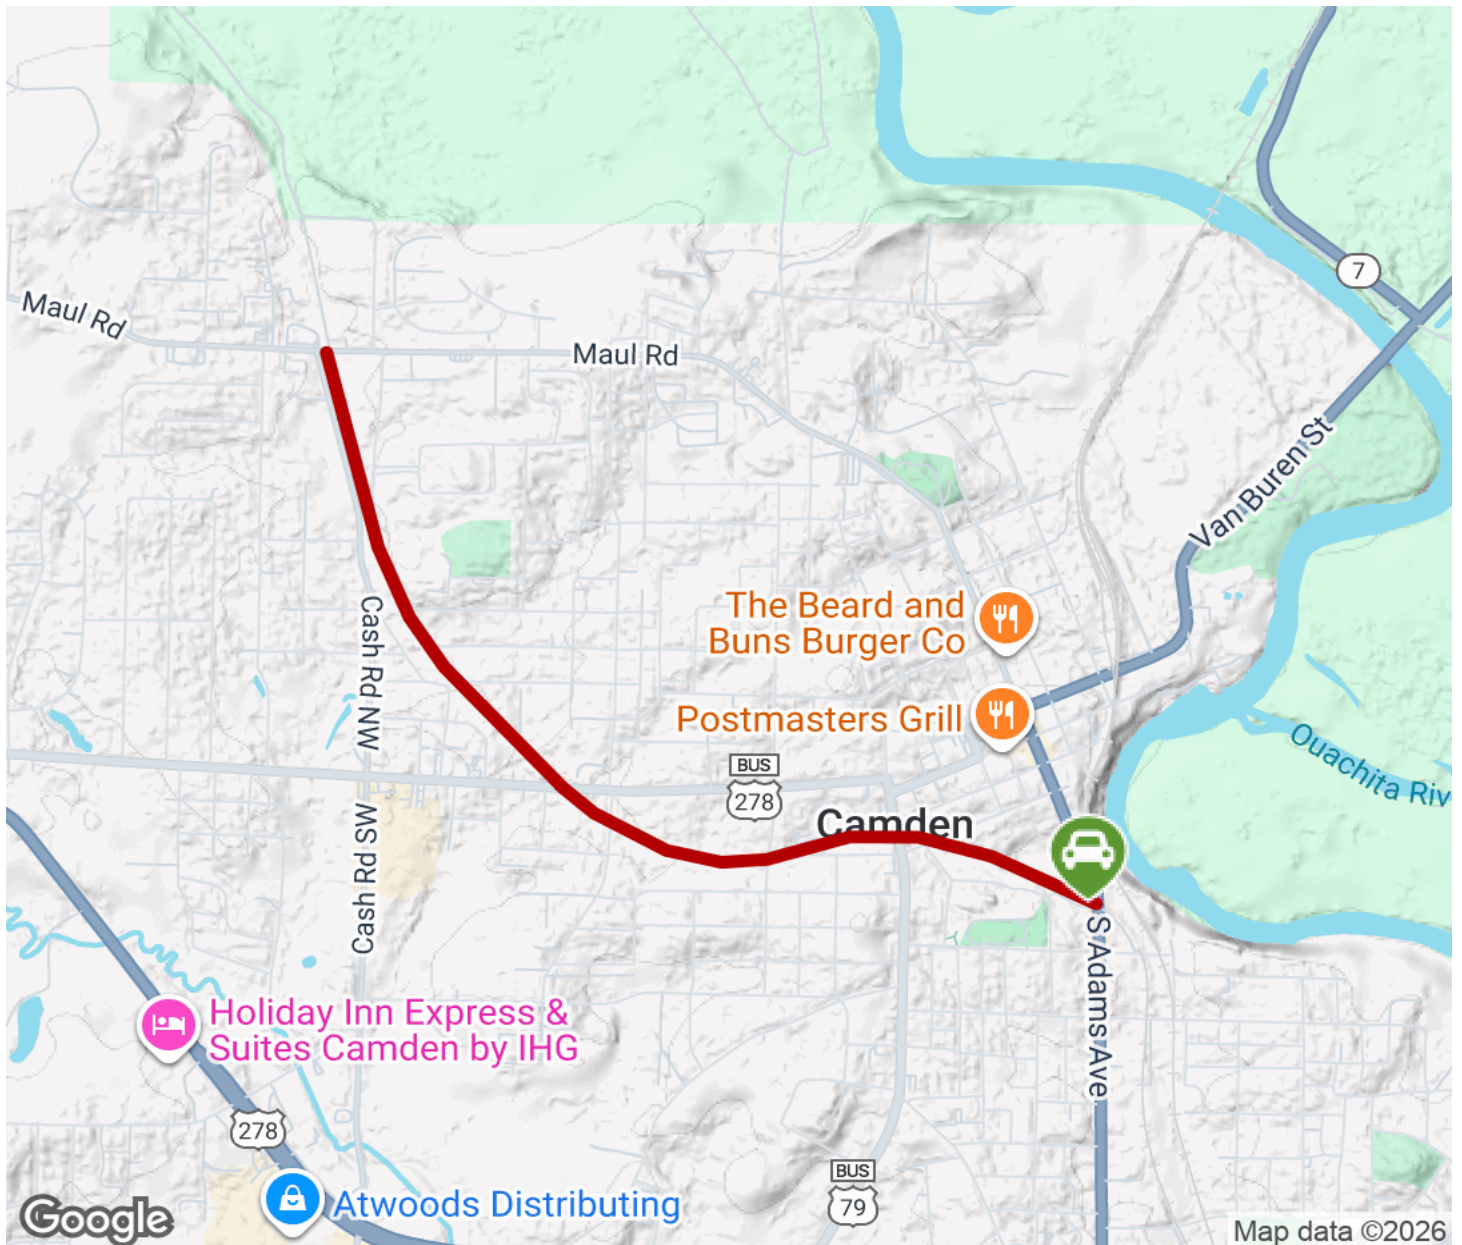 7
Maul Rd
Maul Rd
Van Buren St
Cash Rd NW
The Beard and
Buns Burger Co
Postmasters Grill
Ouachita Riv
BUS
278
Camden
Cash Rd SW
S Adams Ave
Holiday Inn Express &
Suites Camden by IHG
278
BUS
79
Atwoods Distributing
Google
Map data ©2026